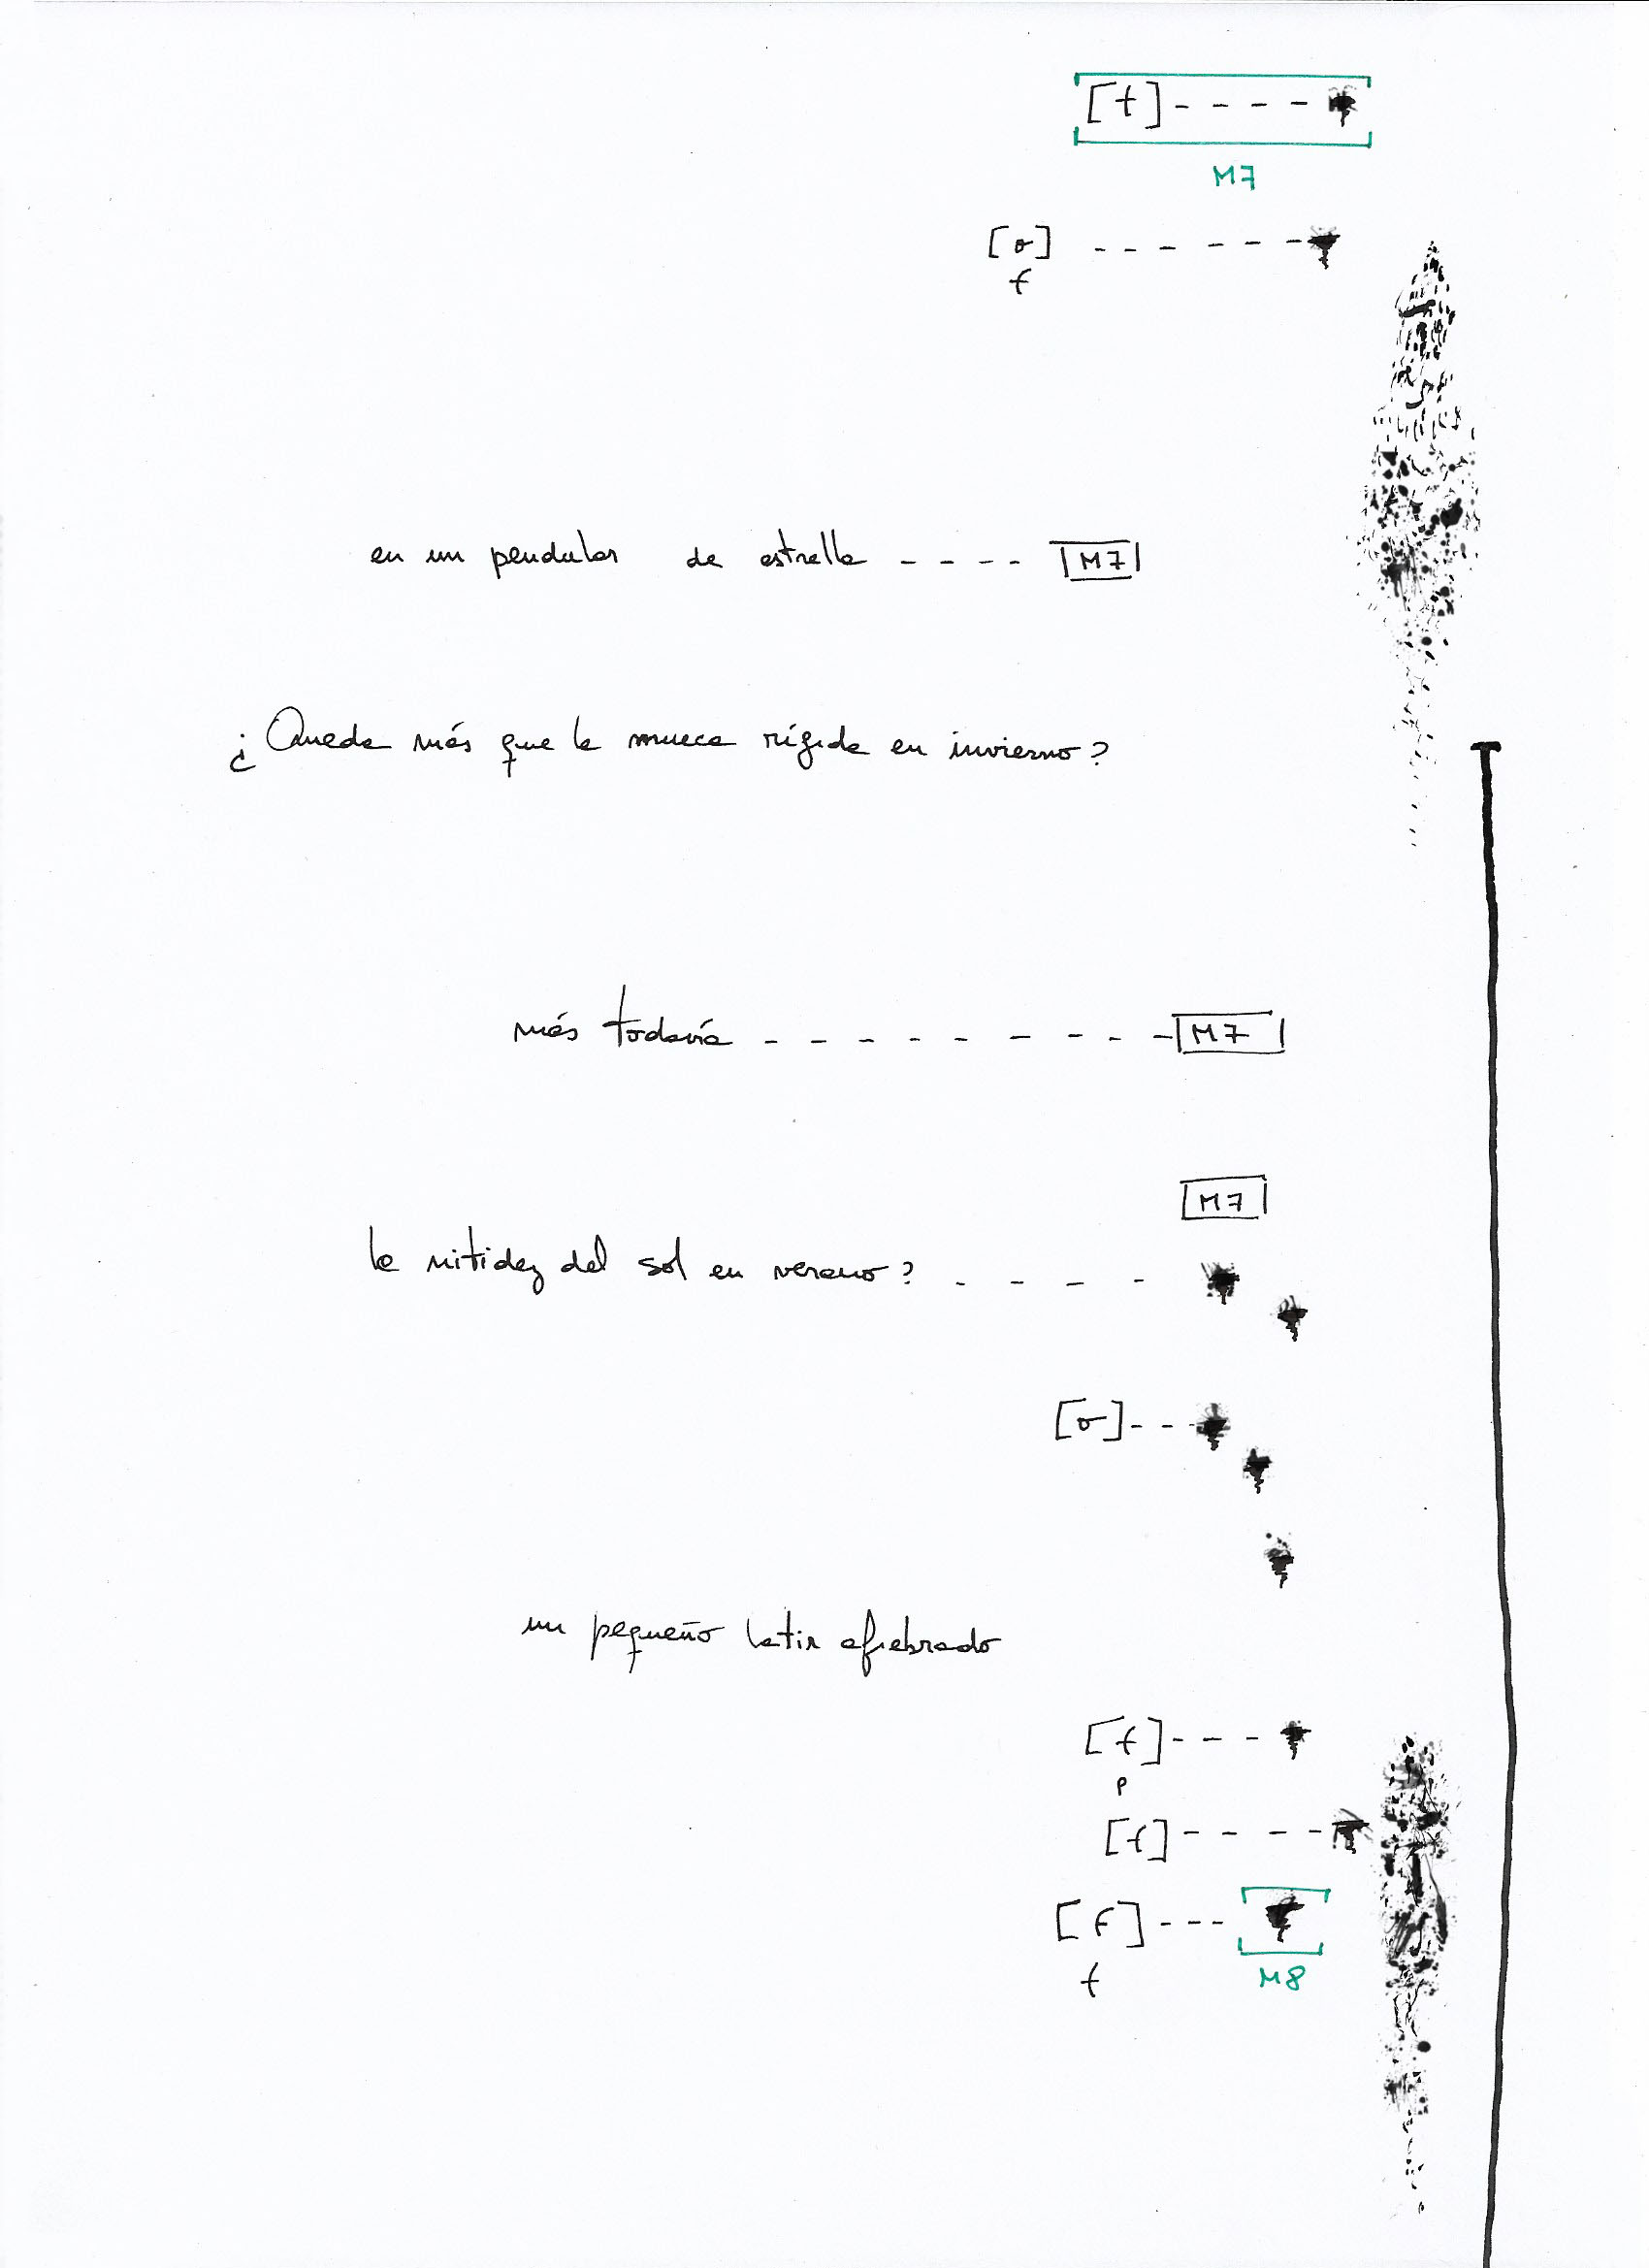 [t] - - - -
M7
[o] - - - - - -
f
en un pendular de estrella - - - - M7
¿Queda más que la mueca rígida en invierno?
más todavía - - - - - - - - - M7
M7
la nitidez del sol en verano? - - - -
[o] - - -
un pequeño latir afiebrado
[f] - - -
p
[t] - - - -
[F] - - -
f
M8